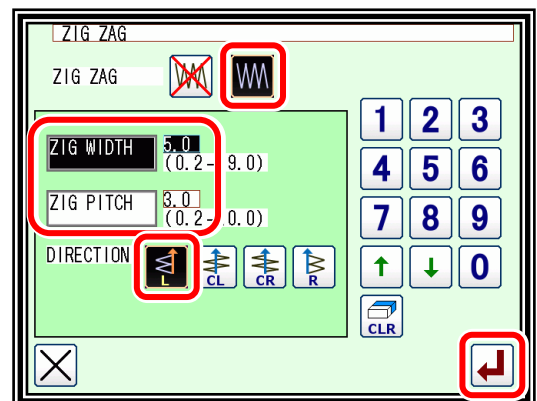 ZIG ZAG
ZIG ZAG
1 2 3
ZIG WIDTH 5.0
(0.2- 9.0)
4 5 6
ZIG PITCH 3.0
(0.2- .0)
7 8 9
DIRECTION L CL CR R
↑ ↓ 0
CLR